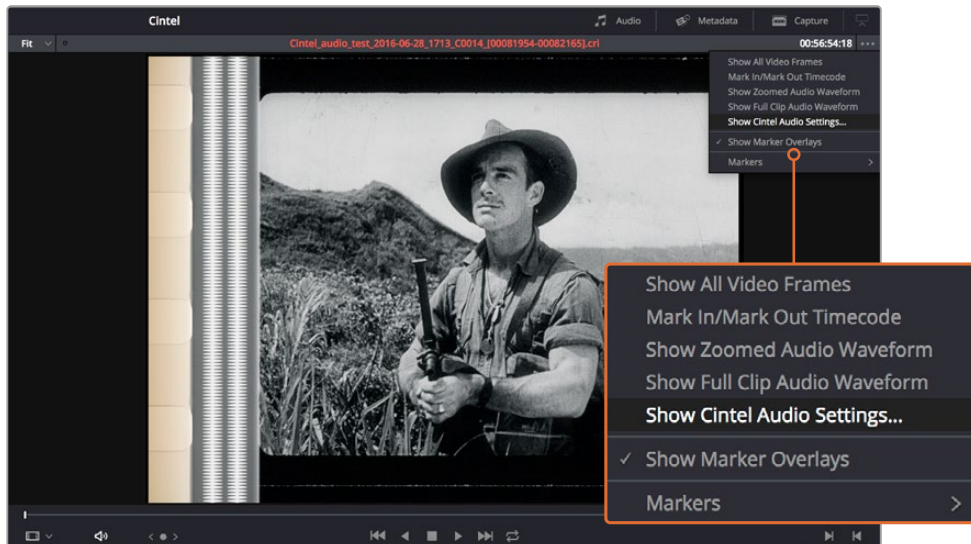 Cintel
Audio
Metadata
Capture
Fit
Cintel_audio_test_2016-06-28_1713_C0014_[00081954-00082165].cri
00:56:54:18
Show All Video Frames
Mark In/Mark Out Timecode
Show Zoomed Audio Waveform
Show Full Clip Audio Waveform
Show Cintel Audio Settings...
✓ Show Marker Overlays
Markers >
Show All Video Frames
Mark In/Mark Out Timecode
Show Zoomed Audio Waveform
Show Full Clip Audio Waveform
Show Cintel Audio Settings...
✓ Show Marker Overlays
Markers >